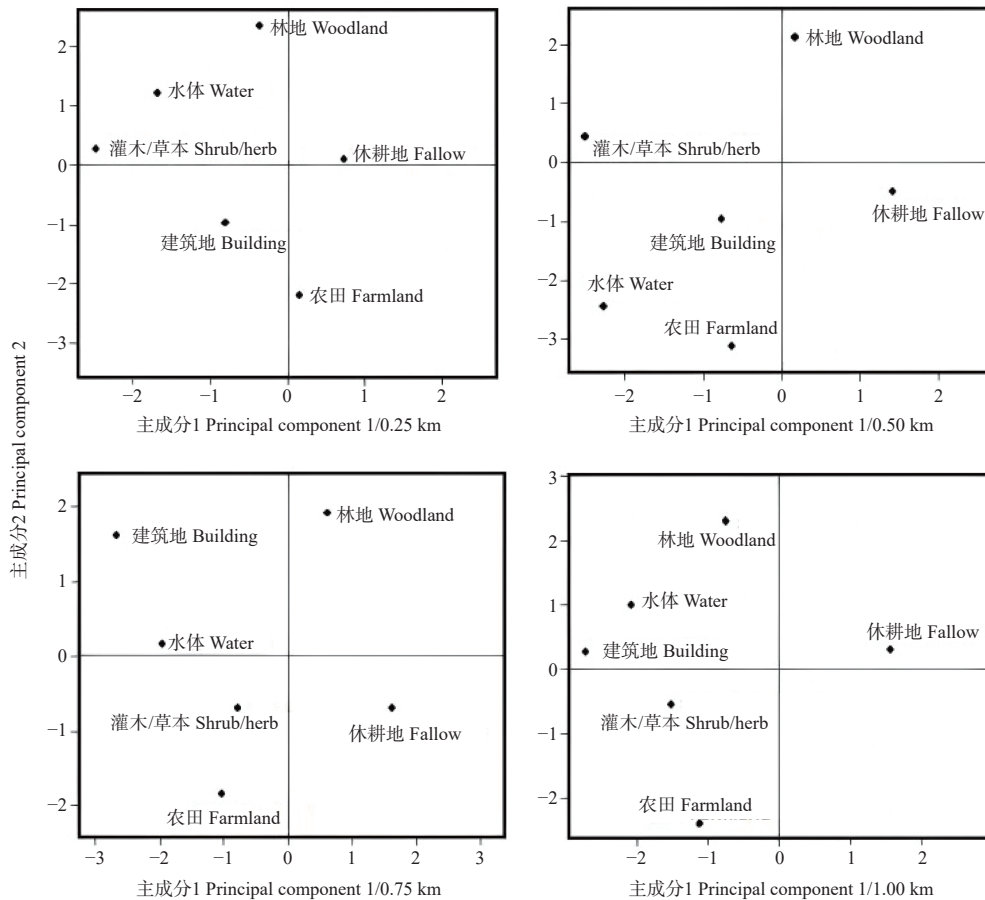 主成分2 Principal component 2
2
1
0
−1
−2
−3
林地 Woodland
水体 Water
灌木/草本 Shrub/herb
休耕地 Fallow
建筑地 Building
农田 Farmland
−2 −1 0 1 2
主成分1 Principal component 1/0.25 km
2
1
0
−1
−2
−3
林地 Woodland
灌木/草本 Shrub/herb
休耕地 Fallow
建筑地 Building
水体 Water
农田 Farmland
−2 −1 0 1 2
主成分1 Principal component 1/0.50 km
2
1
0
−1
−2
林地 Woodland
建筑地 Building
水体 Water
灌木/草本 Shrub/herb
休耕地 Fallow
农田 Farmland
−3 −2 −1 0 1 2 3
主成分1 Principal component 1/0.75 km
3
2
1
0
−1
−2
林地 Woodland
水体 Water
休耕地 Fallow
建筑地 Building
灌木/草本 Shrub/herb
农田 Farmland
−2 −1 0 1 2
主成分1 Principal component 1/1.00 km